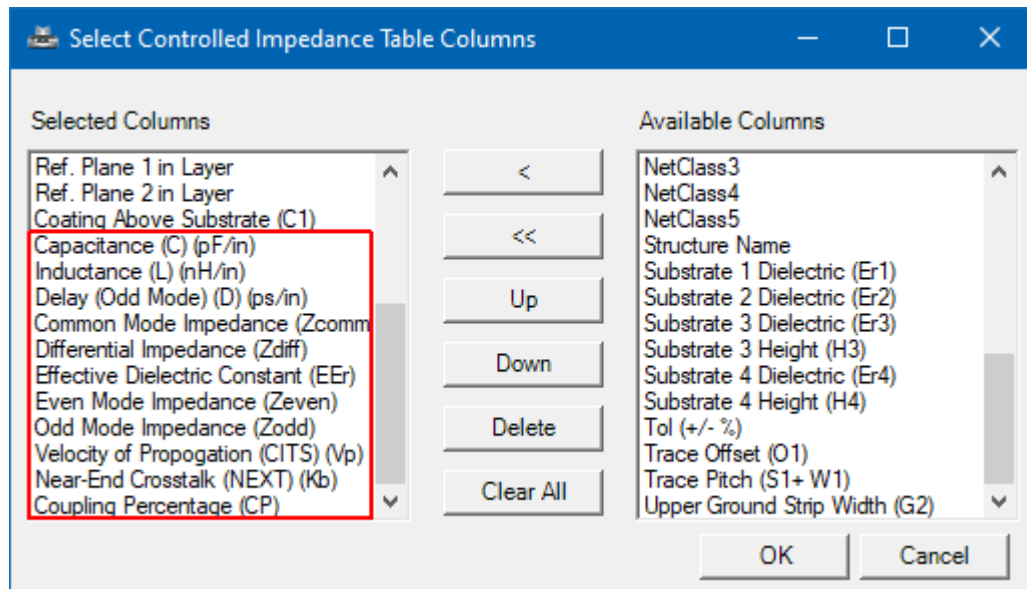 Select Controlled Impedance Table Columns
Selected Columns
Ref. Plane 1 in Layer
Ref. Plane 2 in Layer
Coating Above Substrate (C1)
Capacitance (C) (pF/in)
Inductance (L) (nH/in)
Delay (Odd Mode) (D) (ps/in)
Common Mode Impedance (Zcomm
Differential Impedance (Zdiff)
Effective Dielectric Constant (EEr)
Even Mode Impedance (Zeven)
Odd Mode Impedance (Zodd)
Velocity of Propogation (CITS) (Vp)
Near-End Crosstalk (NEXT) (Kb)
Coupling Percentage (CP)
<
<<
Up
Down
Delete
Clear All
Available Columns
NetClass3
NetClass4
NetClass5
Structure Name
Substrate 1 Dielectric (Er1)
Substrate 2 Dielectric (Er2)
Substrate 3 Dielectric (Er3)
Substrate 3 Height (H3)
Substrate 4 Dielectric (Er4)
Substrate 4 Height (H4)
Tol (+/- %)
Trace Offset (O1)
Trace Pitch (S1+ W1)
Upper Ground Strip Width (G2)
OK
Cancel